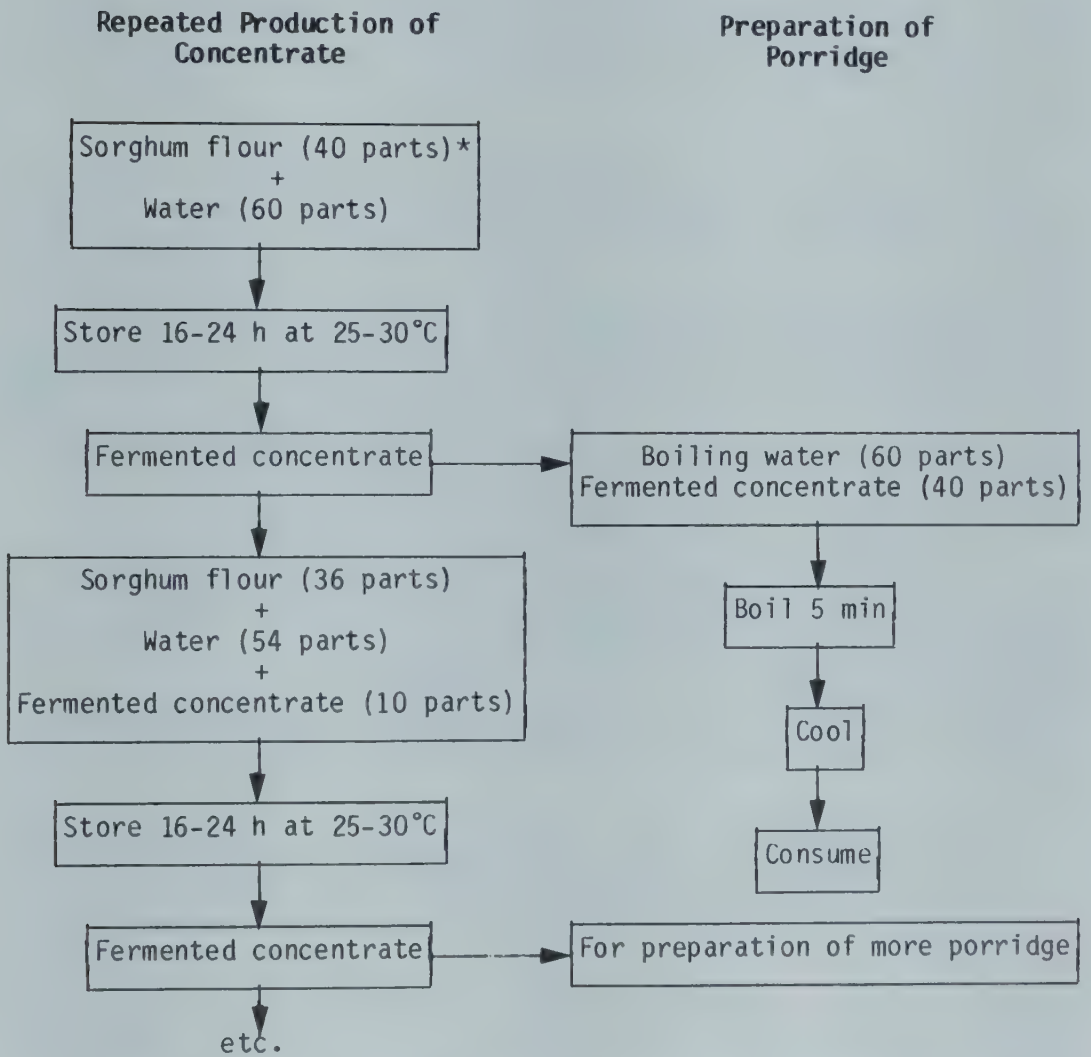 Repeated Production of
Concentrate
Sorghum flour (40 parts)*
+
Water (60 parts)
Store 16-24 h at 25-30°C
Fermented concentrate
Sorghum flour (36 parts)
+
Water (54 parts)
+
Fermented concentrate (10 parts)
Store 16-24 h at 25-30°C
Fermented concentrate
etc.
Preparation of
Porridge
Boiling water (60 parts)
Fermented concentrate (40 parts)
Boil 5 min
Cool
Consume
For preparation of more porridge